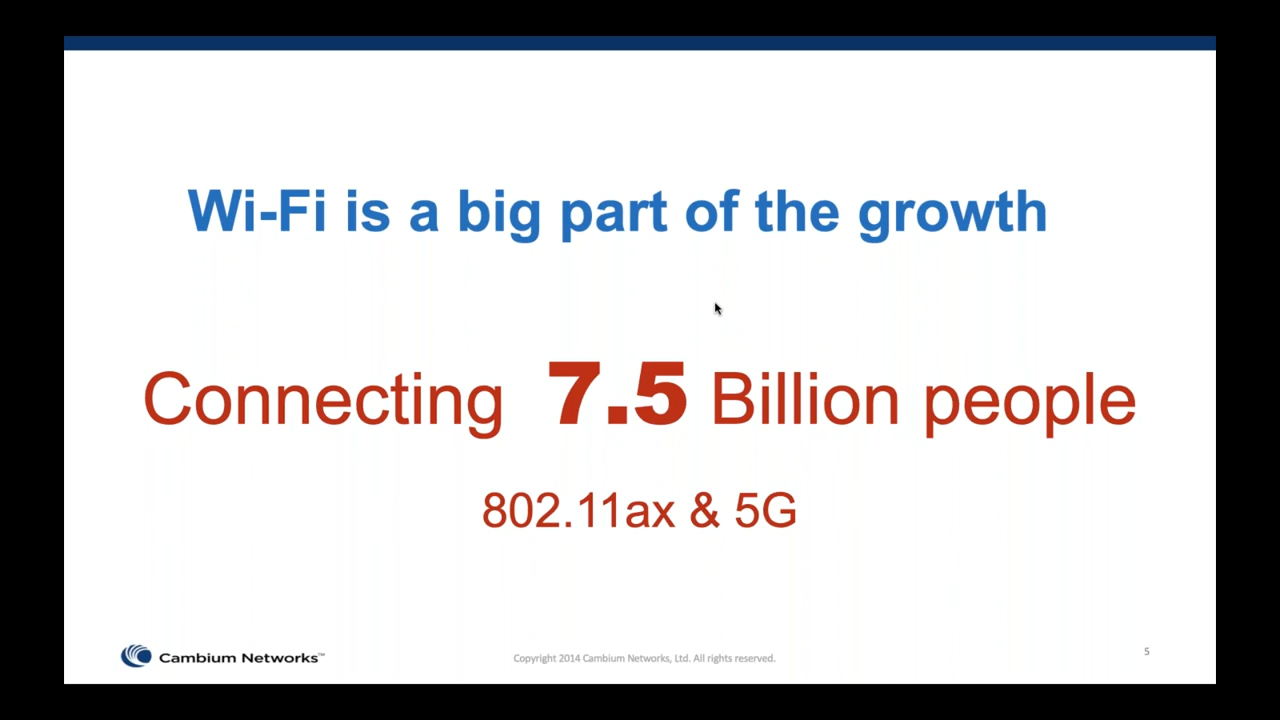 Wi-Fi is a big part of the growth
Connecting 7.5 Billion people
802.11ax & 5G
Cambium Networks™
Copyright 2014 Cambium Networks, Ltd. All rights reserved.
5